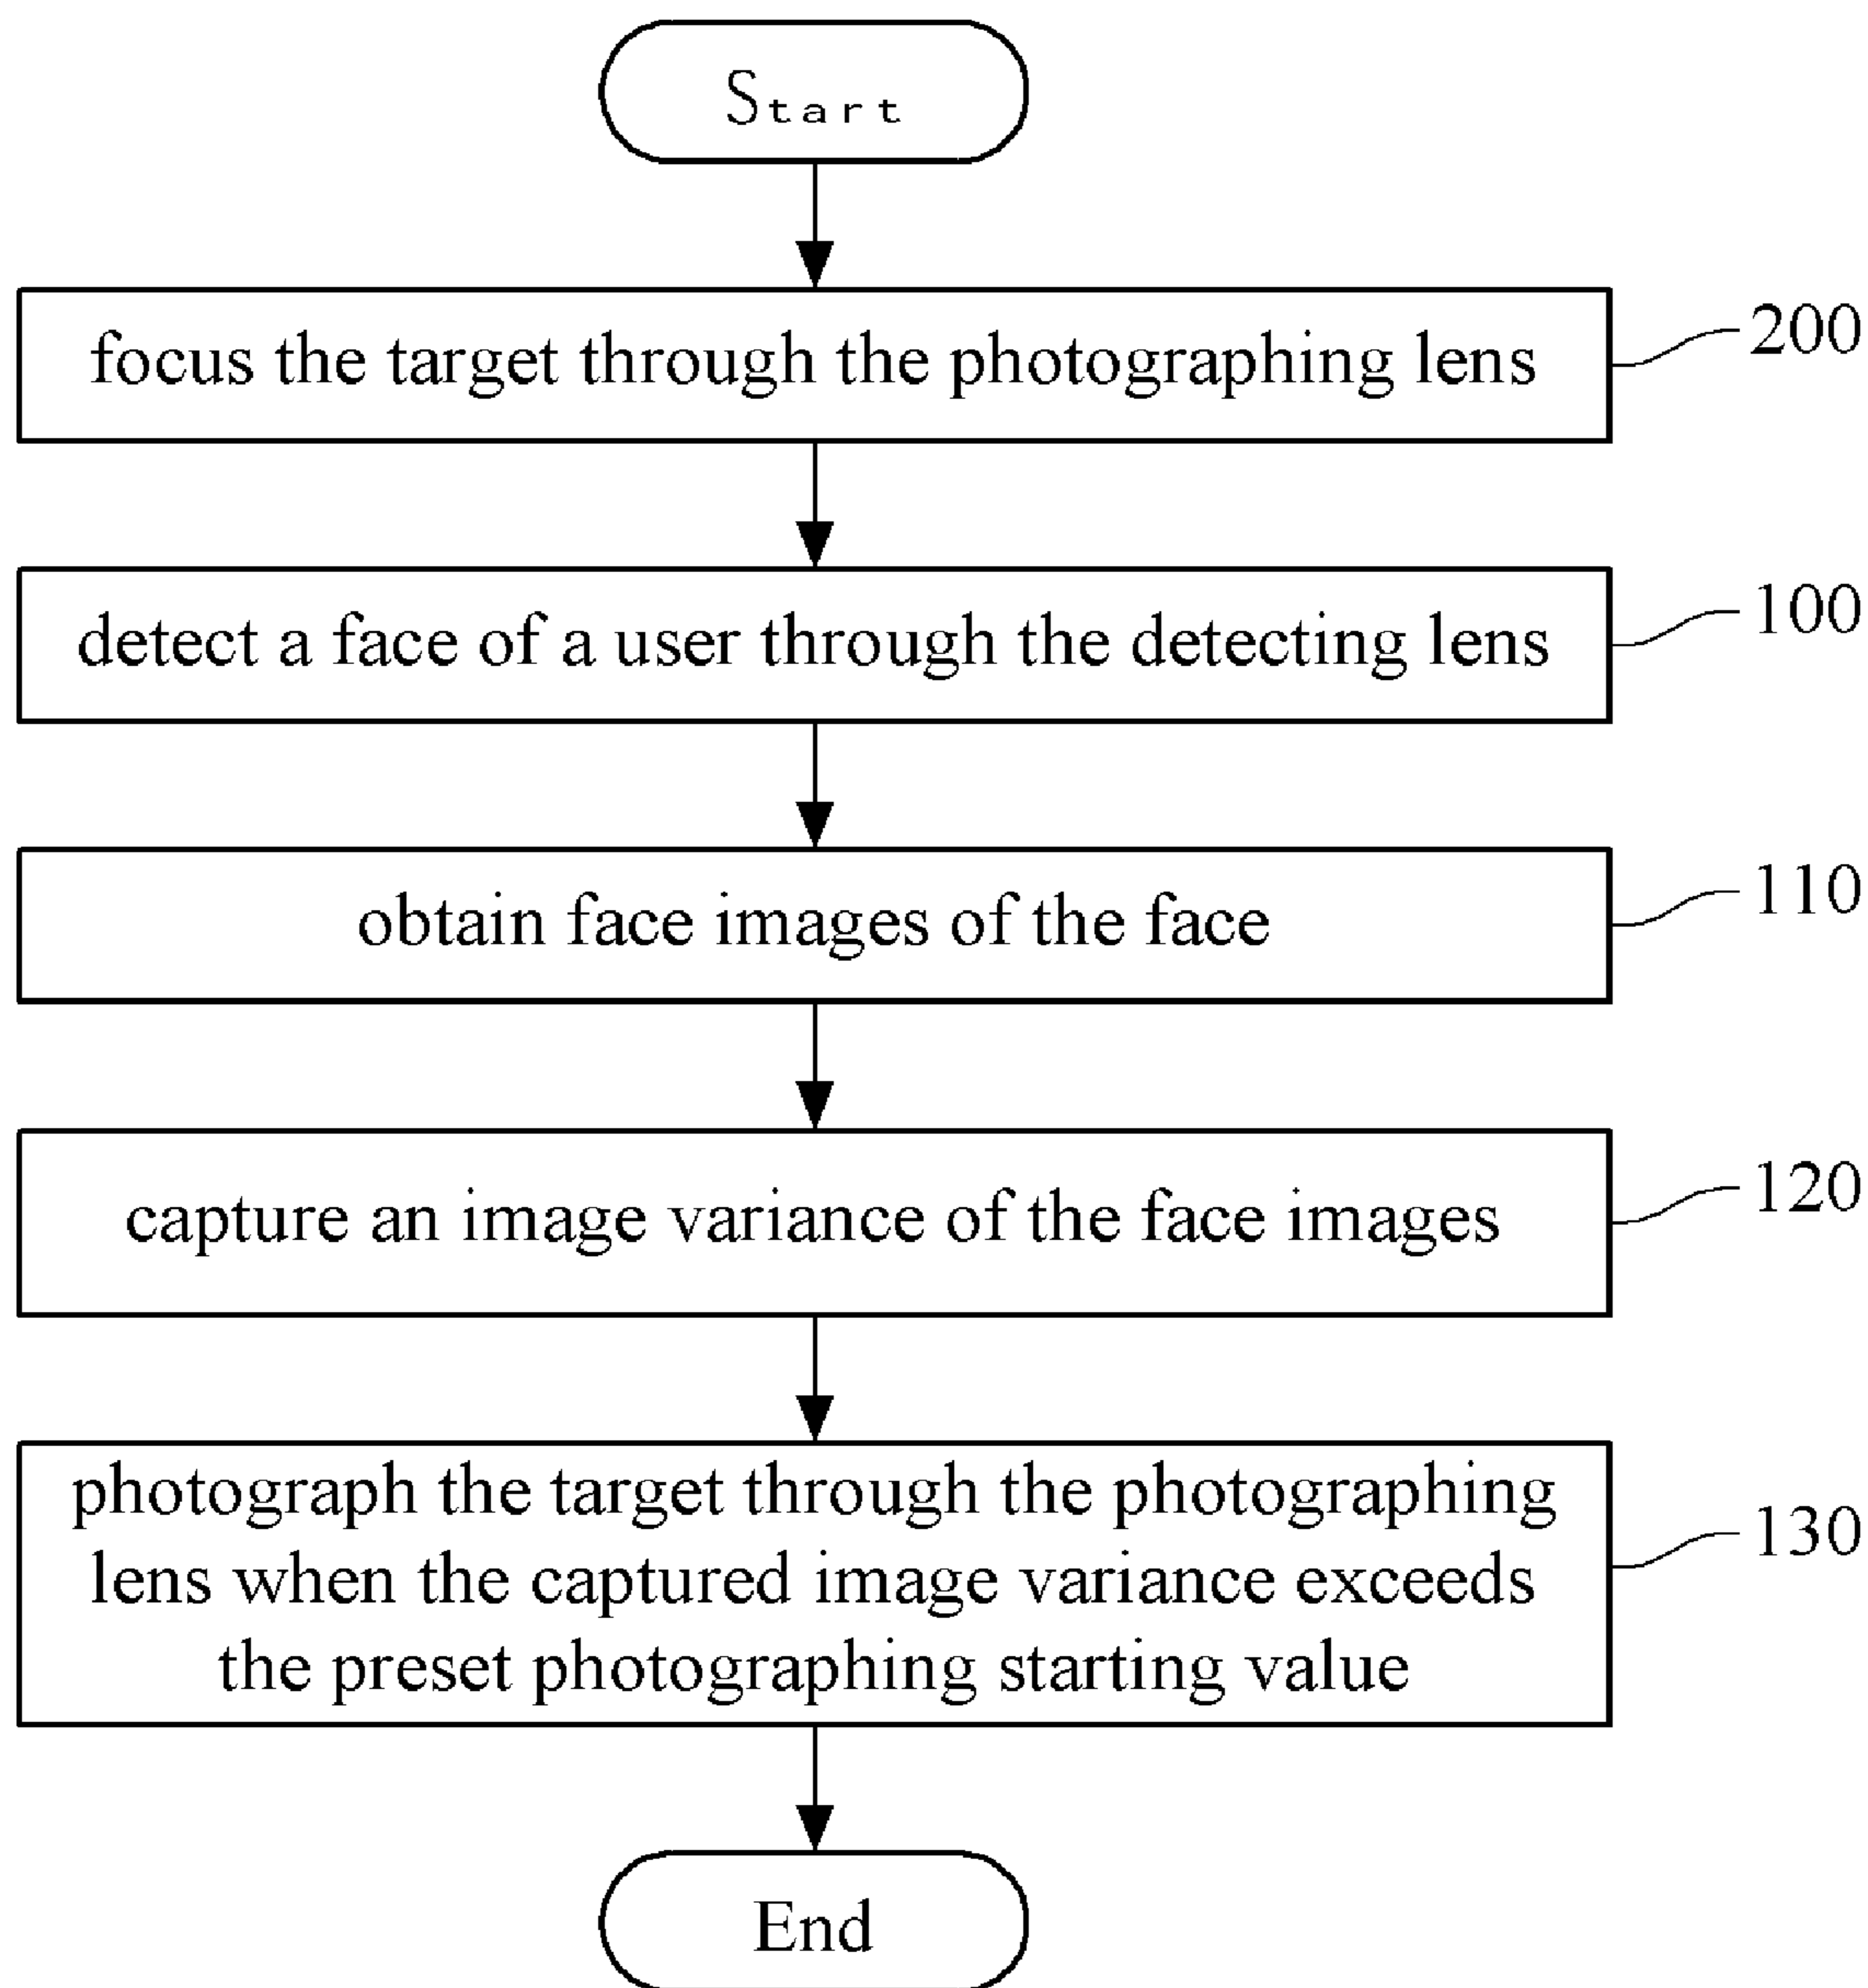 Start
focus the target through the photographing lens
200
detect a face of a user through the detecting lens
100
obtain face images of the face
110
capture an image variance of the face images
120
photograph the target through the photographing
lens when the captured image variance exceeds
the preset photographing starting value
130
End